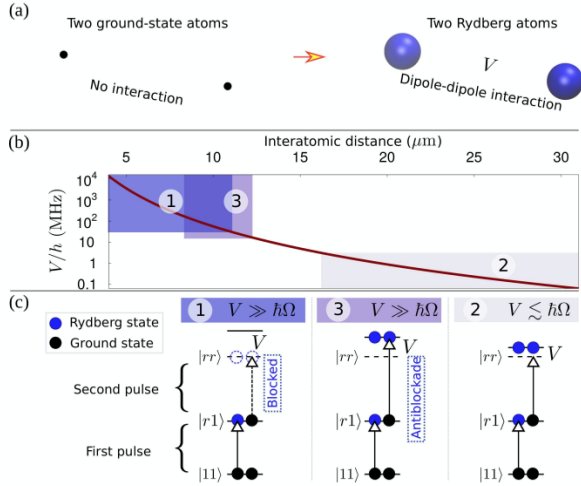 (a)
Two ground-state atoms
Two Rydberg atoms
No interaction
V
Dipole-dipole interaction
(b)
Interatomic distance (μm)
5 10 15 20 25 30
V/h (MHz)
10⁴
10³
10²
10
1
0.1
1
3
2
(c)
1 V ≫ ħΩ
3 V ≫ ħΩ
2 V ≲ ħΩ
Rydberg state
Ground state
V
V
V
|rr⟩
|rr⟩
|rr⟩
Blocked
Antiblockade
Second pulse
|r1⟩
|r1⟩
|r1⟩
First pulse
|11⟩
|11⟩
|11⟩